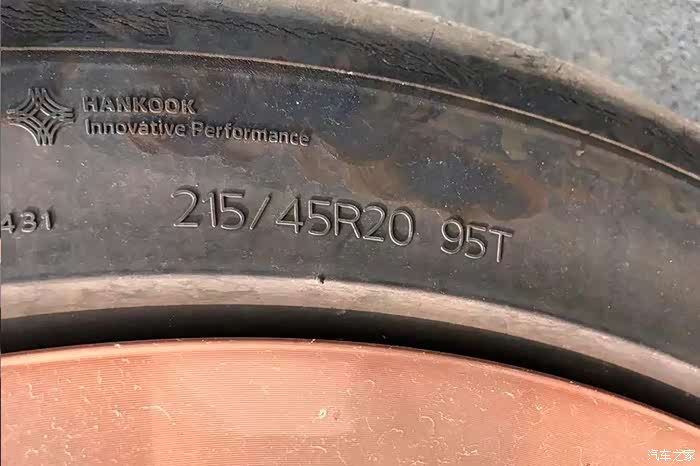 HANKOOK
Innovative Performance
215/45R20 95T
431
汽车之家